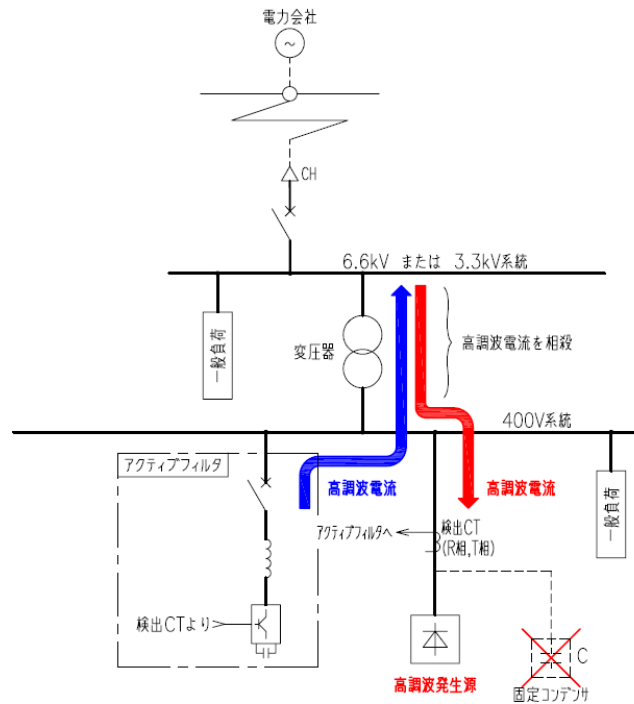 電力会社
~
CH
6.6kV または 3.3kV系統
一般負荷
変圧器
高調波電流を相殺
400V系統
アクティブフィルタ
高調波電流
高調波電流
一般負荷
アクティブフィルタへ
検出CT
(R相,T相)
検出CTより
C
高調波発生源
固定コンデンサ